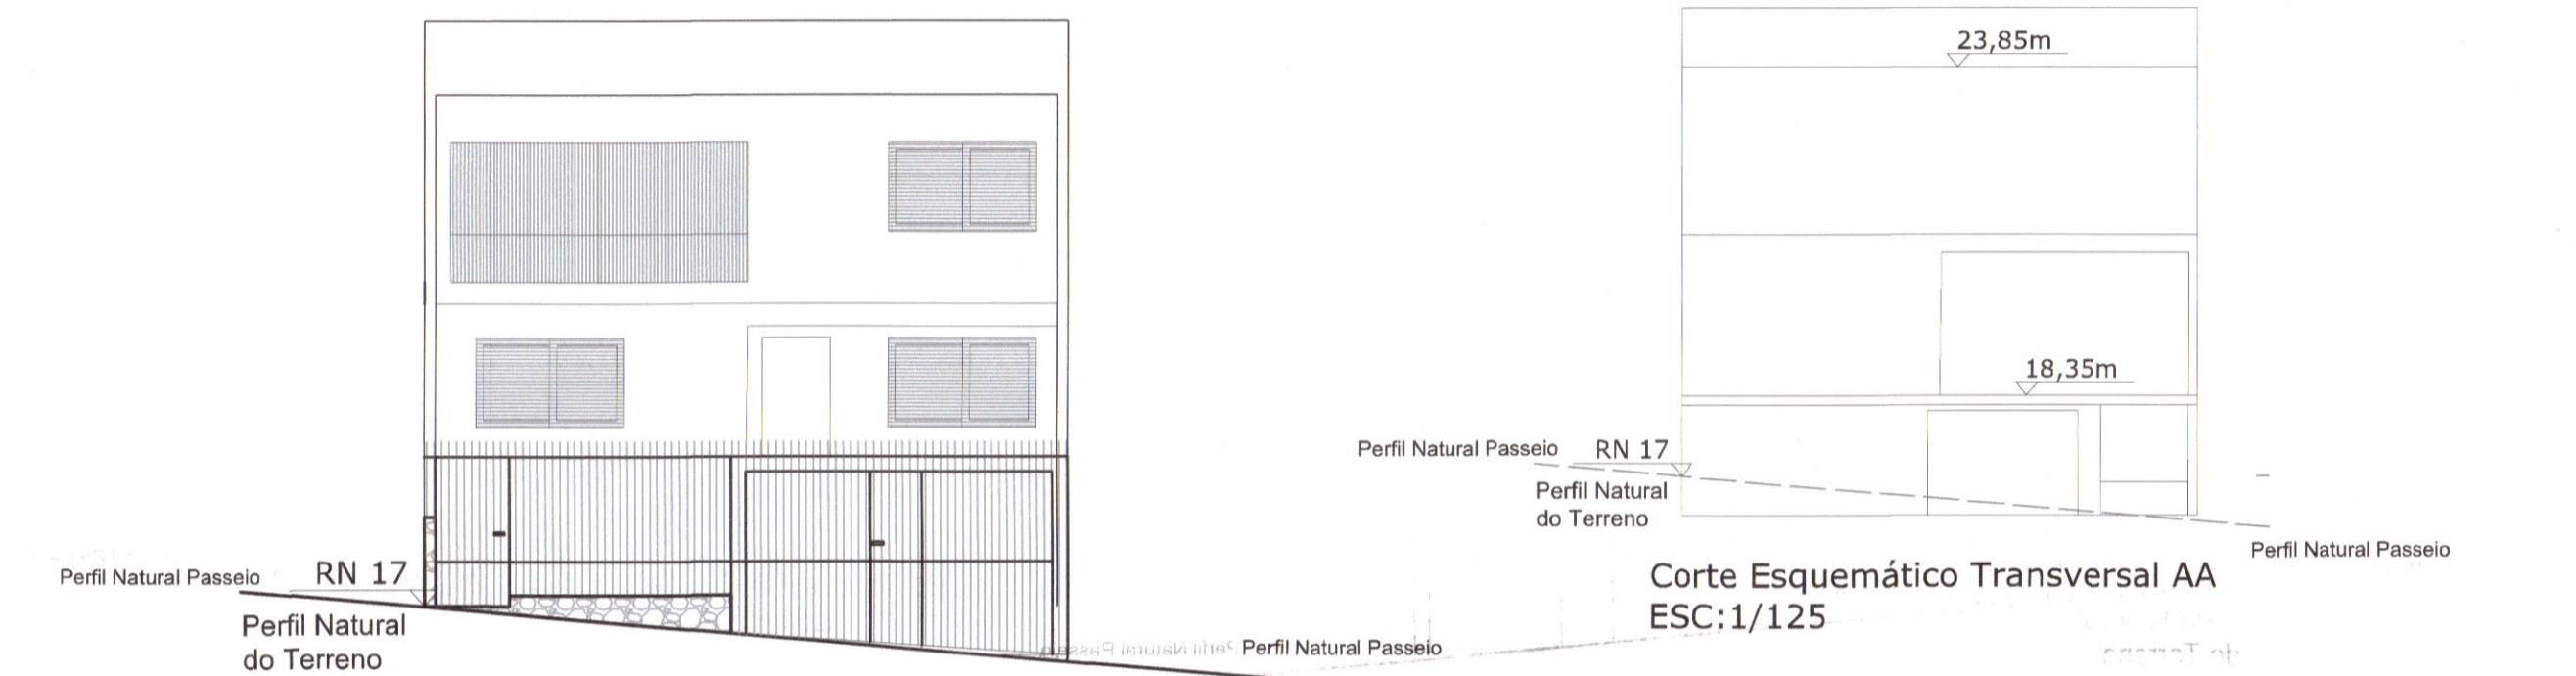 Perfil Natural Passeio
RN 17
Perfil Natural
do Terreno
Perfil Natural Passeio
23,85m
18,35m
Perfil Natural Passeio
RN 17
Perfil Natural
do Terreno
Perfil Natural Passeio
Corte Esquemático Transversal AA
ESC:1/125